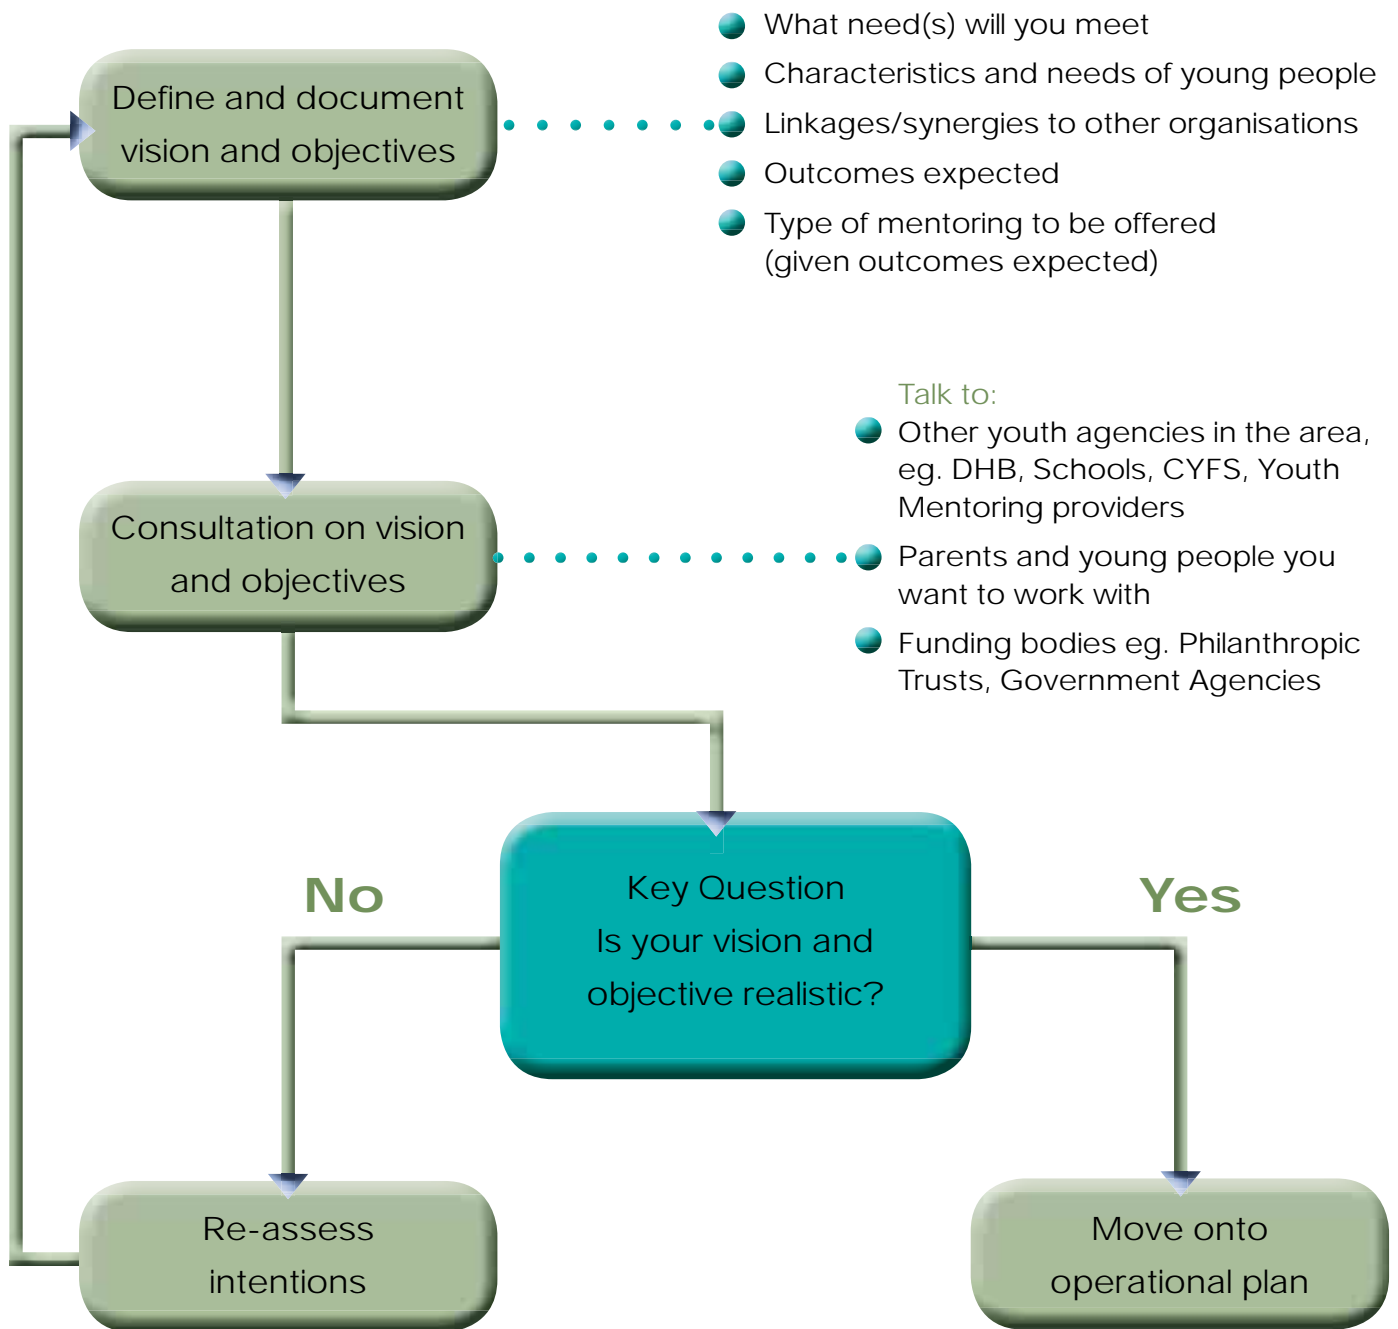 Define and document
vision and objectives
What need(s) will you meet
Characteristics and needs of young people
Linkages/synergies to other organisations
Outcomes expected
Type of mentoring to be offered
(given outcomes expected)
Consultation on vision
and objectives
Talk to:
Other youth agencies in the area,
eg. DHB, Schools, CYFS, Youth
Mentoring providers
Parents and young people you
want to work with
Funding bodies eg. Philanthropic
Trusts, Government Agencies
Key Question
Is your vision and
objective realistic?
No
Yes
Re-assess
intentions
Move onto
operational plan